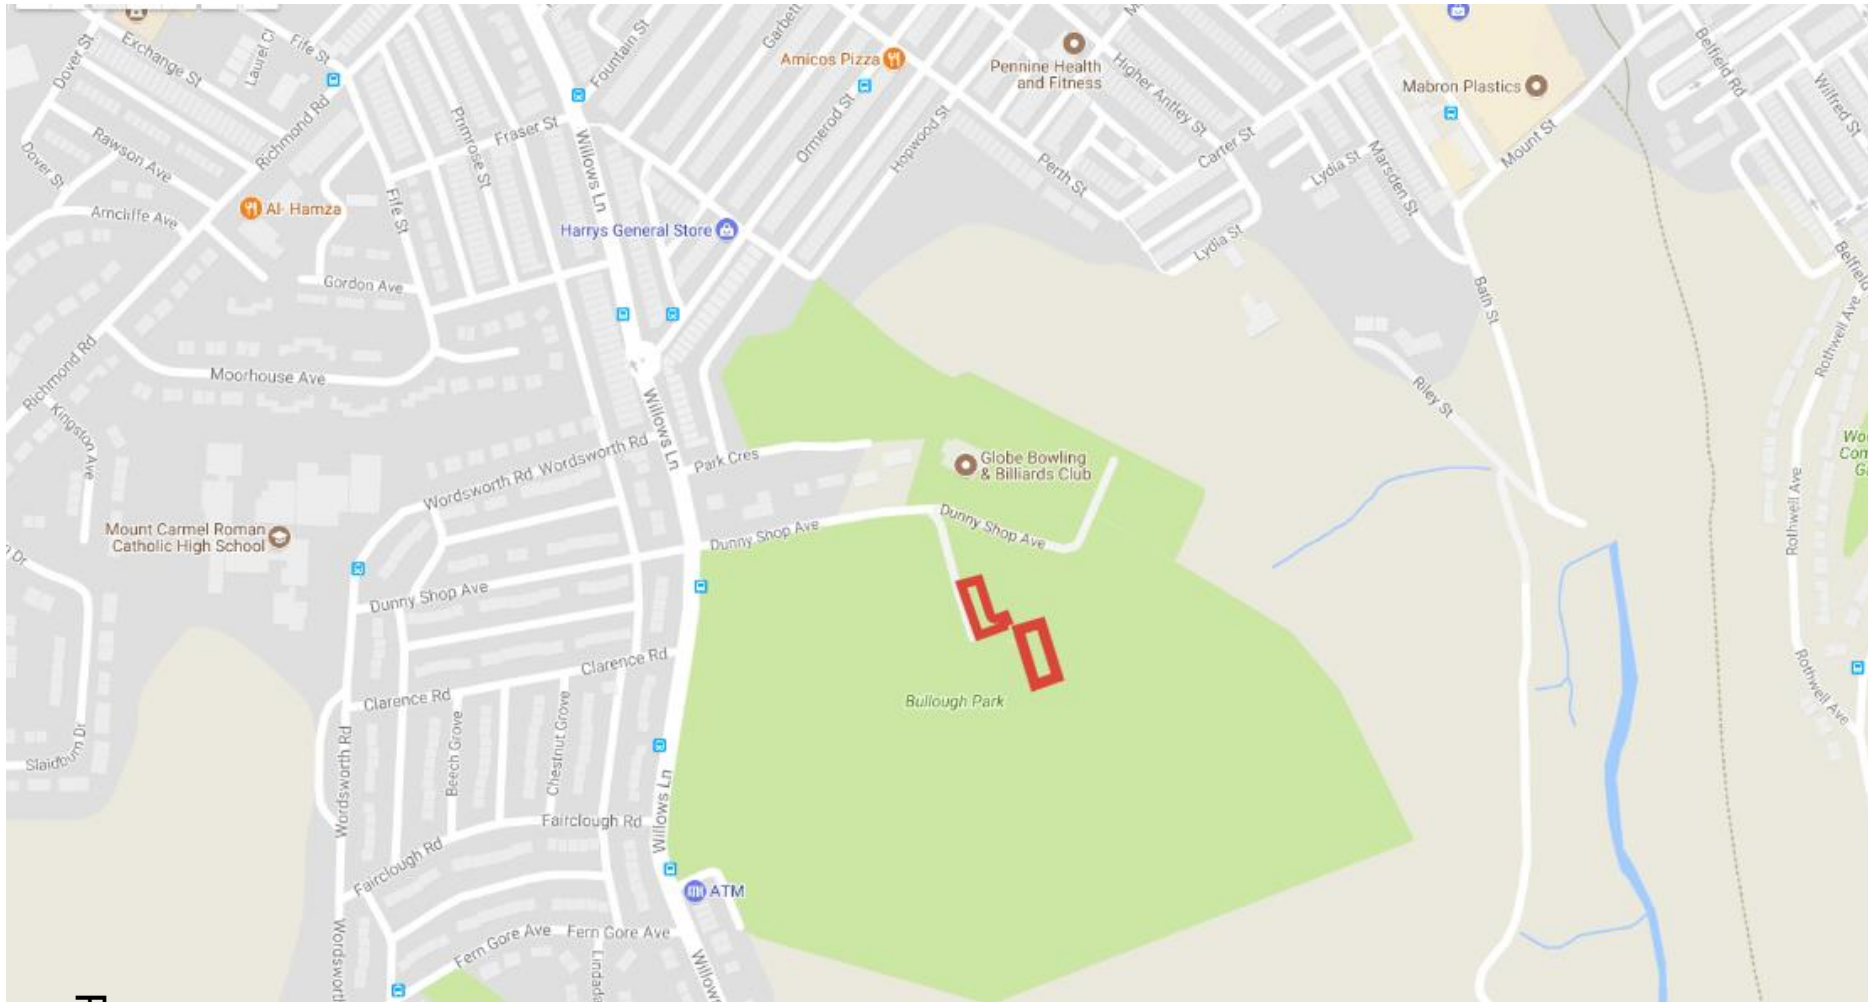 Exchange St
Laurel Cl
Fife St
Dover St
Richmond Rd
Rawson Ave
Dover St
Arncliffe Ave
Al- Hamza
Primrose St
Fraser St
Fountain St
Willows Ln
Fife St
Gordon Ave
Amicos Pizza
Ormerod St
Hopwood St
Harrys General Store
Pennine Health
and Fitness
Higher Antley St
Carter St
Perth St
Lydia St
Lydia St
Marsden St
Mabron Plastics
Mount St
Belfield Rd
Wilfred St
Bath St
Riley St
Rothwell Ave
Rothwell Ave
Rothwell Ave
Richmond Rd
Moorhouse Ave
Kingston Ave
Willows Ln
Wordsworth Rd
Wordsworth Rd
Park Cres
Globe Bowling
& Billiards Club
Dunny Shop Ave
Dunny Shop Ave
Mount Carmel Roman
Catholic High School
Dunny Shop Ave
Clarence Rd
Clarence Rd
Bullough Park
Slaidburn Dr
Wordsworth Rd
Beech Grove
Chestnut Grove
Willows Ln
Fairclough Rd
Fairclough Rd
ATM
Fern Gore Ave
Fern Gore Ave